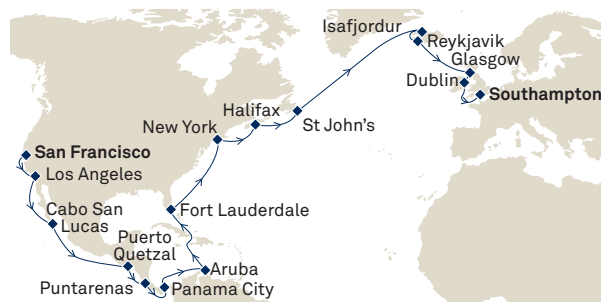 Isafjordur
Reykjavik
Glasgow
Dublin
Southampton
Halifax
St John's
New York
San Francisco
Los Angeles
Fort Lauderdale
Cabo San
Lucas
Puerto
Quetzal
Aruba
Puntarenas
Panama City